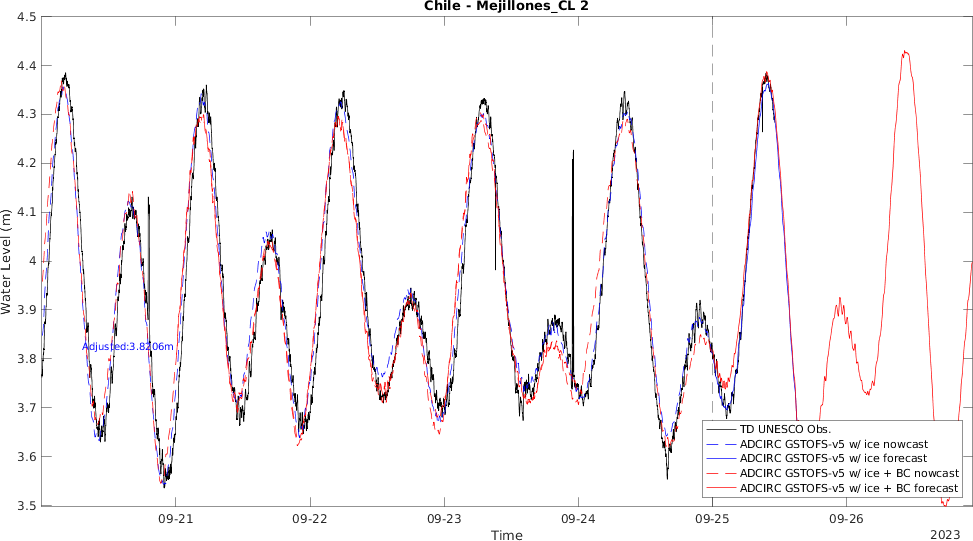 Chile - Mejillones_CL 2
4.5
4.4
4.3
4.2
4.1
4
3.9
3.8
3.7
3.6
3.5
Water Level (m)
Adjusted:3.8206m
TD UNESCO Obs.
ADCIRC GSTOFS-v5 w/ ice nowcast
ADCIRC GSTOFS-v5 w/ ice forecast
ADCIRC GSTOFS-v5 w/ ice + BC nowcast
ADCIRC GSTOFS-v5 w/ ice + BC forecast
09-21 09-22 09-23 09-24 09-25 09-26
Time
2023